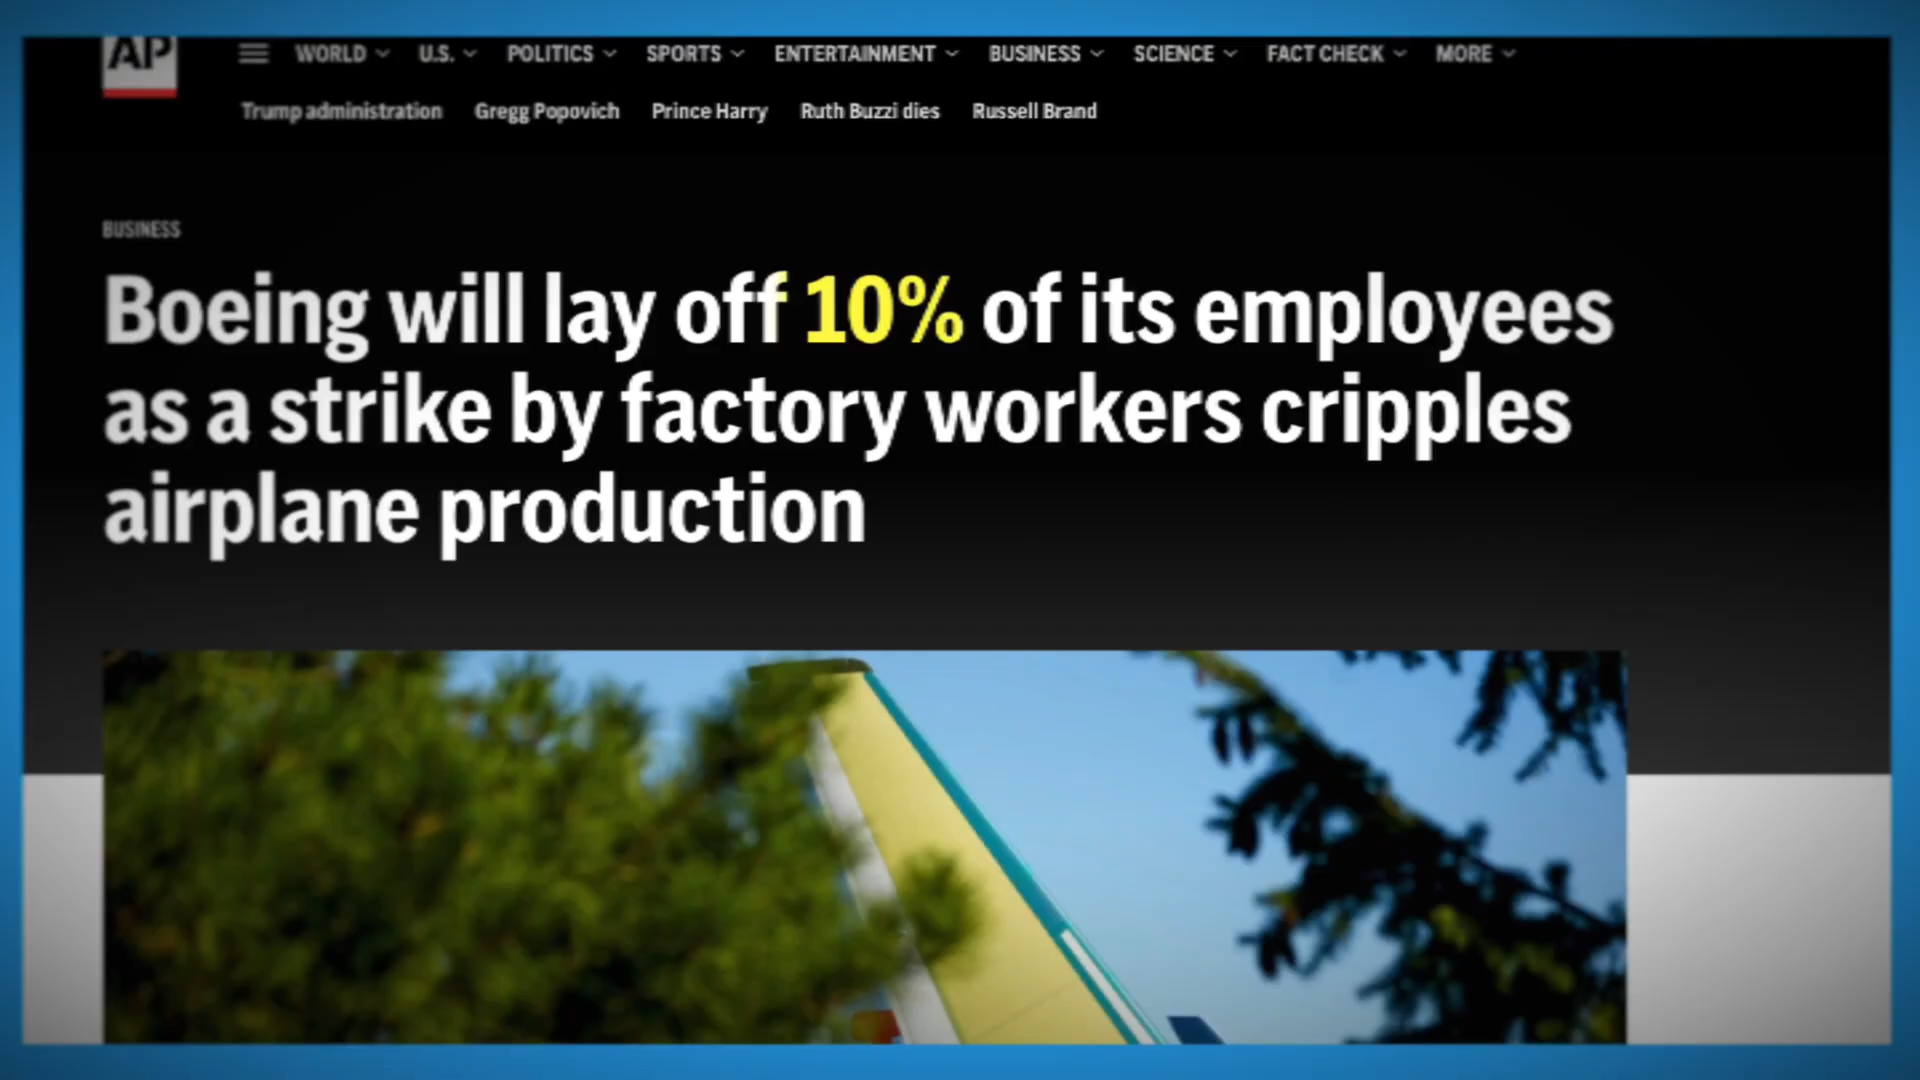 AP
WORLD U.S. POLITICS SPORTS ENTERTAINMENT BUSINESS SCIENCE FACT CHECK MORE
Trump administration Gregg Popovich Prince Harry Ruth Buzzi dies Russell Brand
BUSINESS
Boeing will lay off 10% of its employees
as a strike by factory workers cripples
airplane production